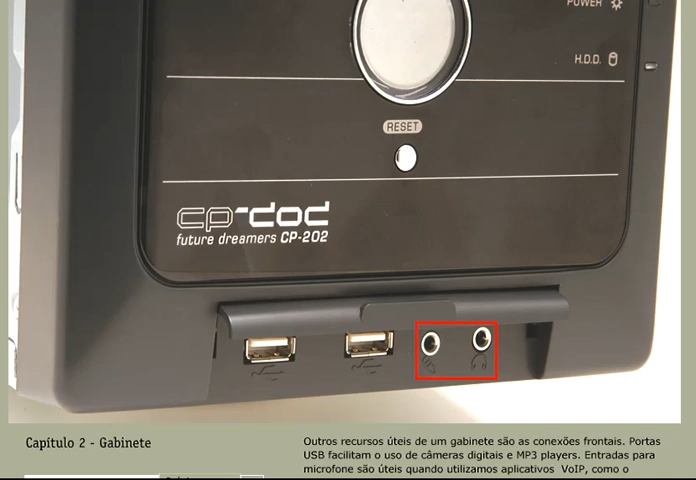 POWER
H.D.D.
RESET
cp-dod
future dreamers CP-202
Capítulo 2 - Gabinete
Outros recursos úteis de um gabinete são as conexões frontais. Portas
USB facilitam o uso de câmeras digitais e MP3 players. Entradas para
microfone são úteis quando utilizamos aplicativos VoIP, como o